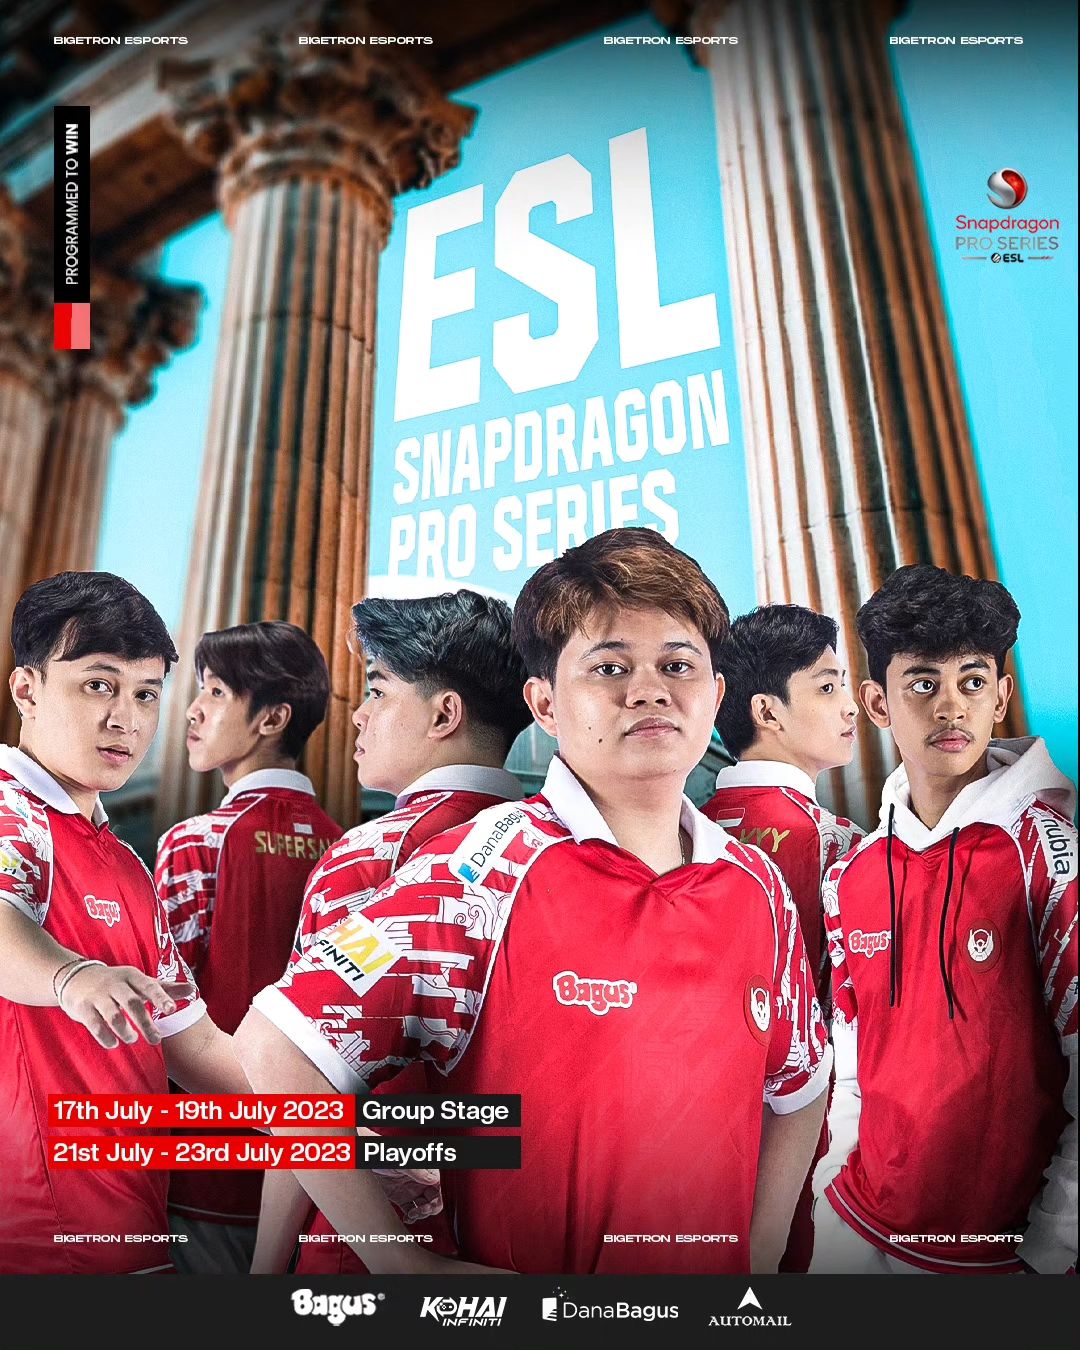 BIGETRON ESPORTS
BIGETRON ESPORTS
BIGETRON ESPORTS
BIGETRON ESPORTS
PROGRAMMED TO WIN
ESL
SNAPDRAGON
PRO SERIES
Snapdragon
PRO SERIES
ESL
DanaBagus
Bagus
Bagus
Bagus
nubia
17th July - 19th July 2023 Group Stage
21st July - 23rd July 2023 Playoffs
BIGETRON ESPORTS
BIGETRON ESPORTS
BIGETRON ESPORTS
BIGETRON ESPORTS
Bagus®
KOHAI
INFINITI
DanaBagus
AUTOMAIL